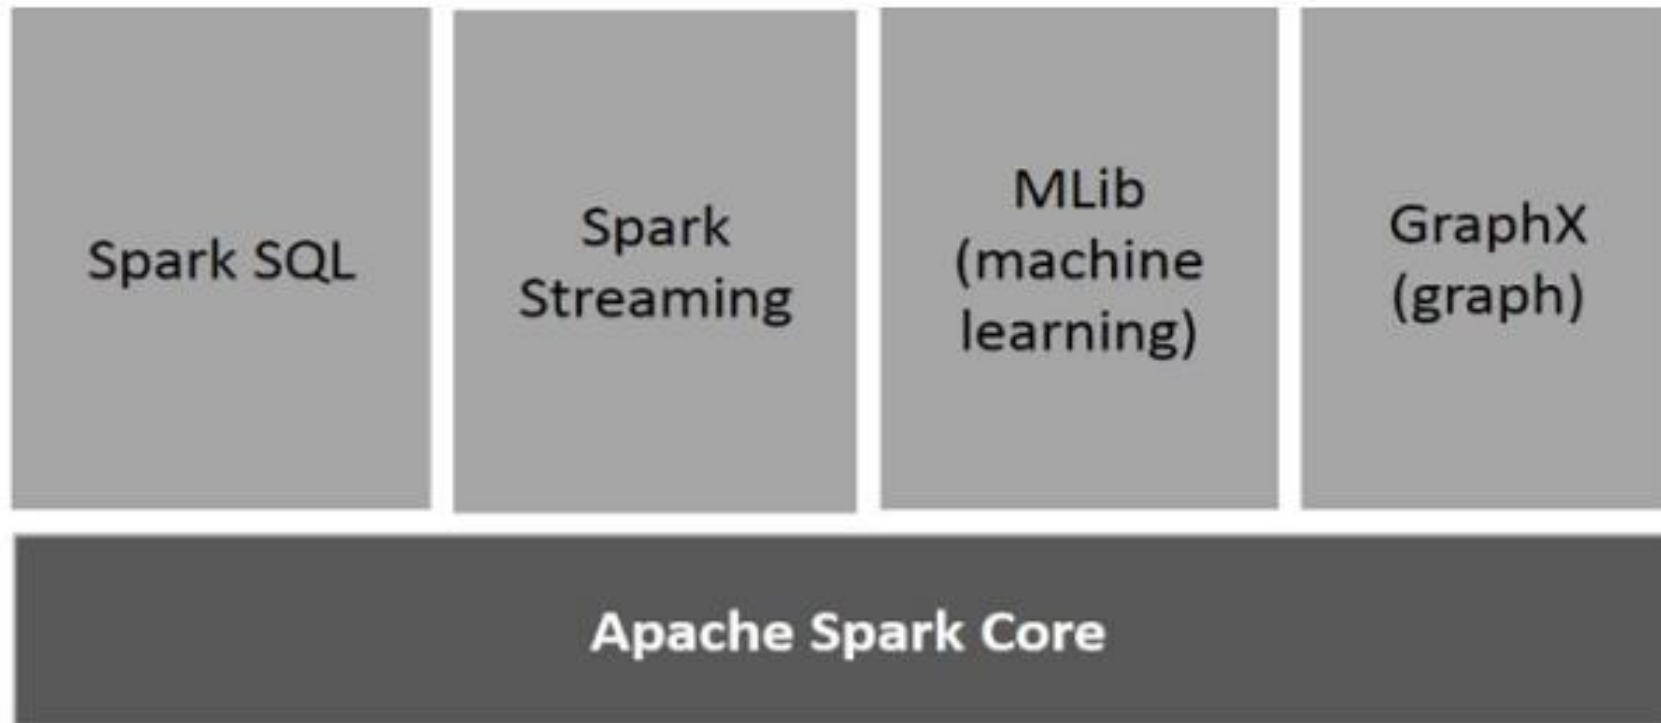 Spark SQL
Spark
Streaming
MLib
(machine
learning)
GraphX
(graph)
Apache Spark Core